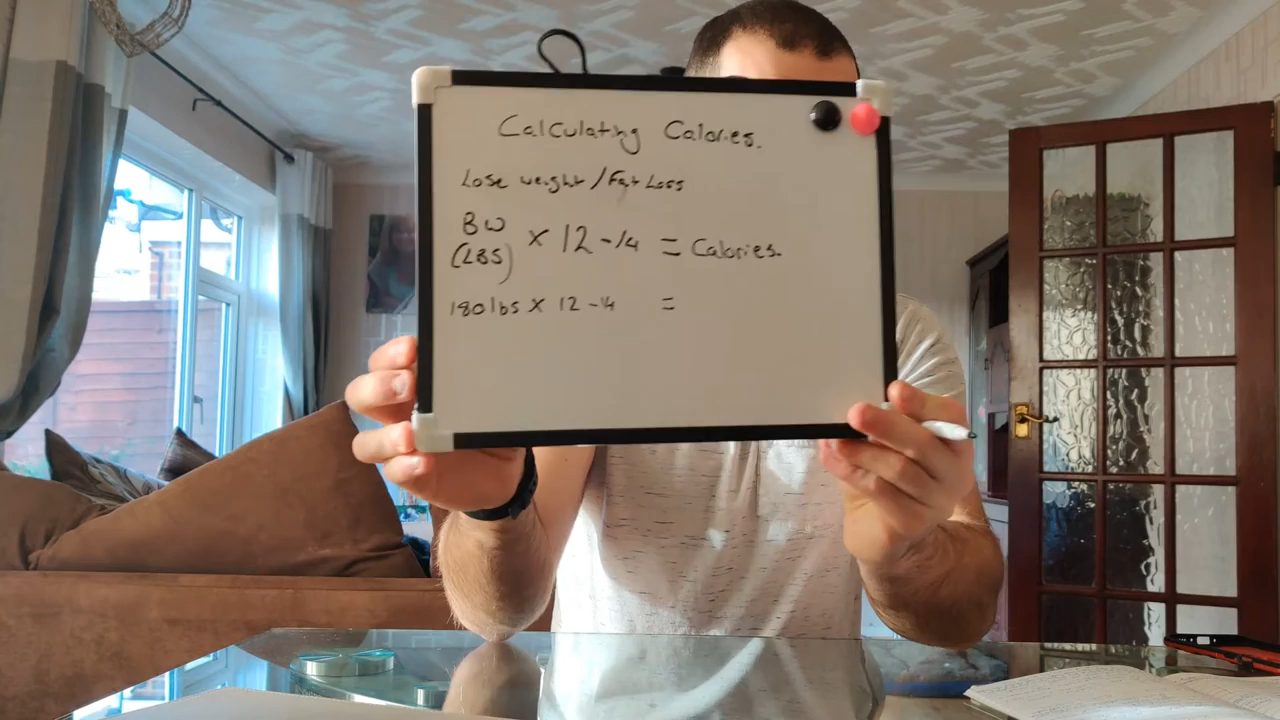 Calculating Calories.
Lose weight / Fat Loss
BW (LBS) × 12 - 14 = Calories.
180lbs × 12 - 14 =